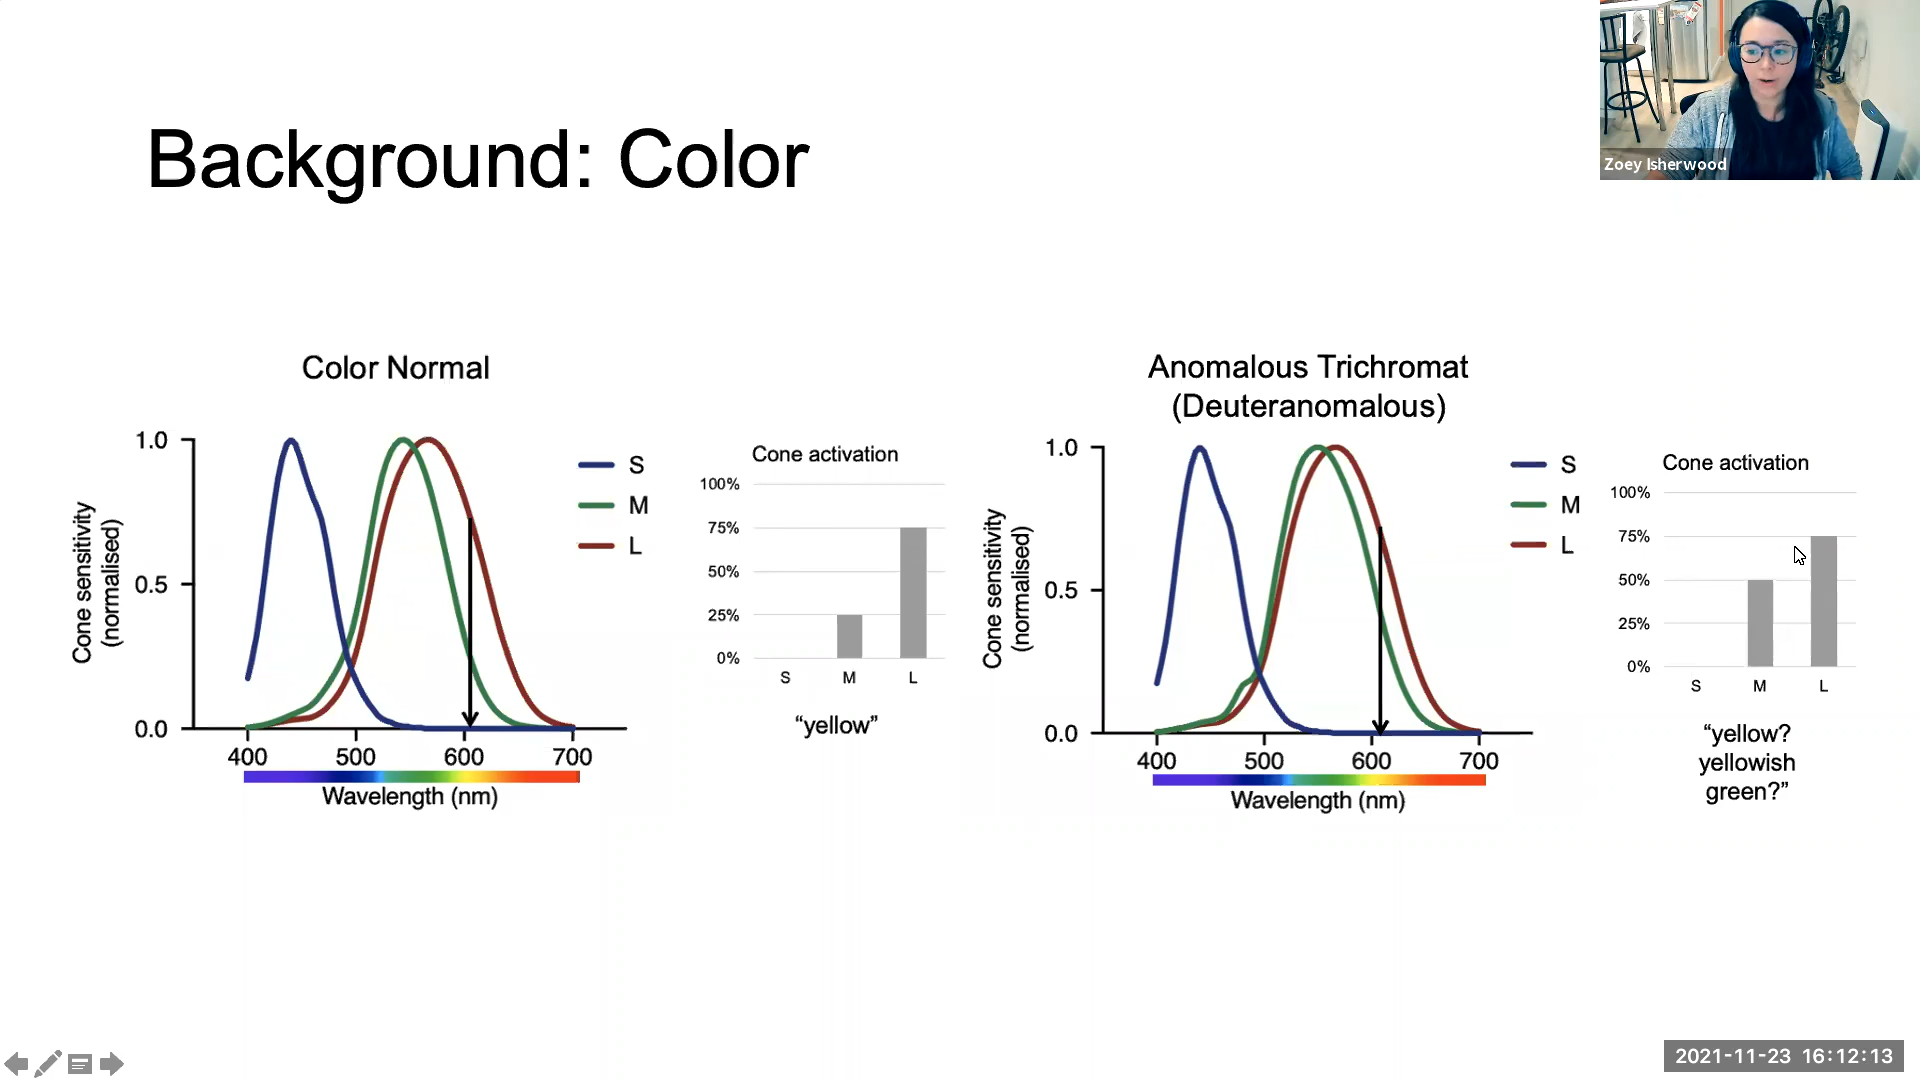 Zoey Isherwood
Background: Color
Color Normal
1.0
0.5
0.0
Cone sensitivity
(normalised)
400 500 600 700
Wavelength (nm)
S
M
L
Cone activation
100%
75%
50%
25%
0%
S M L
“yellow”
Anomalous Trichromat
(Deuteranomalous)
1.0
0.5
0.0
Cone sensitivity
(normalised)
400 500 600 700
Wavelength (nm)
S
M
L
Cone activation
100%
75%
50%
25%
0%
S M L
“yellow?
yellowish
green?”
2021-11-23 16:12:13